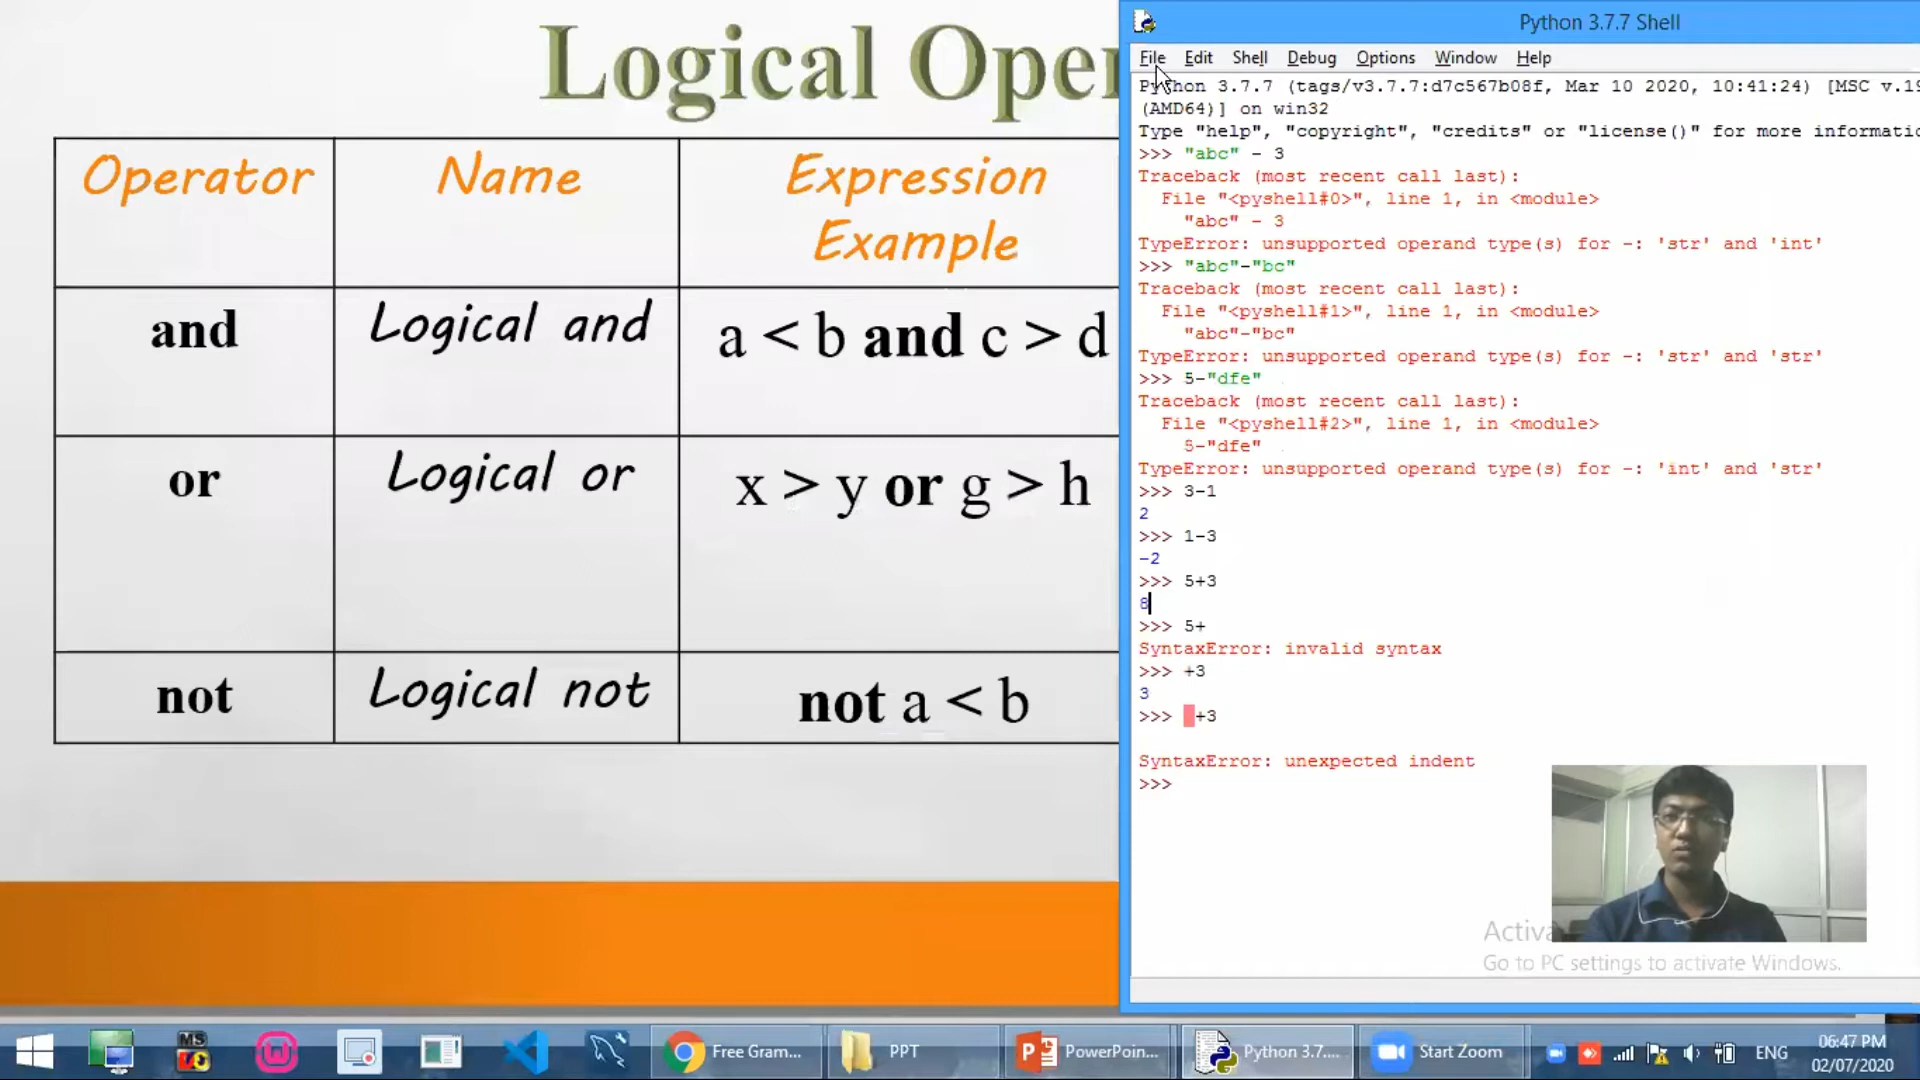 Logical Oper
Operator Name Expression
Example
and Logical and a < b and c > d
or Logical or x > y or g > h
not Logical not not a < b
Python 3.7.7 Shell
File Edit Shell Debug Options Window Help
Python 3.7.7 (tags/v3.7.7:d7c567b08f, Mar 10 2020, 10:41:24) [MSC v.19
(AMD64)] on win32
Type "help", "copyright", "credits" or "license()" for more informatio
>>> "abc" - 3
Traceback (most recent call last):
File "<pyshell#0>", line 1, in <module>
"abc" - 3
TypeError: unsupported operand type(s) for -: 'str' and 'int'
>>> "abc"-"bc"
Traceback (most recent call last):
File "<pyshell#1>", line 1, in <module>
"abc"-"bc"
TypeError: unsupported operand type(s) for -: 'str' and 'str'
>>> 5-"dfe"
Traceback (most recent call last):
File "<pyshell#2>", line 1, in <module>
5-"dfe"
TypeError: unsupported operand type(s) for -: 'int' and 'str'
>>> 3-1
2
>>> 1-3
-2
>>> 5+3
8
>>> 5+
SyntaxError: invalid syntax
>>> +3
3
>>> +3
SyntaxError: unexpected indent
>>>
Activa
Go to PC settings to activate Windows.
MS Free Gram... PPT PowerPoin... Python 3.7.... Start Zoom ENG 06:47 PM
02/07/2020